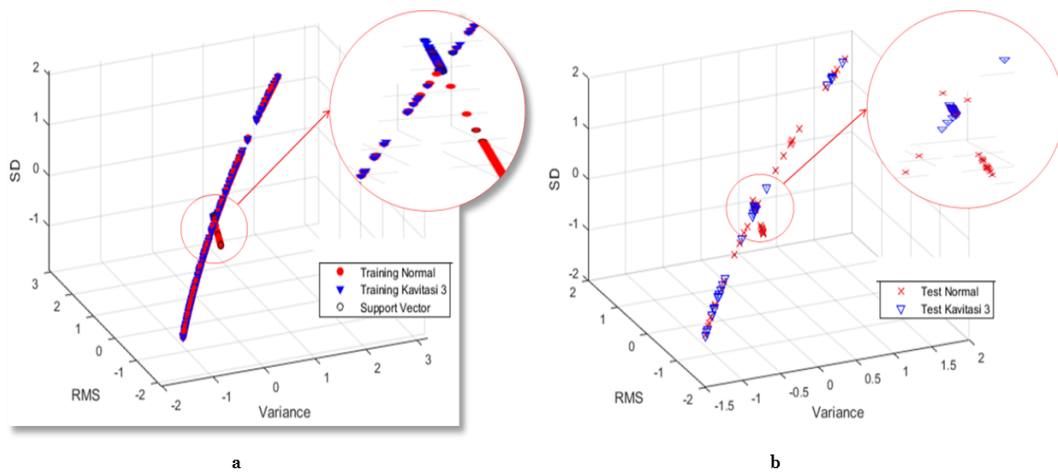 2
1
0
-1
SD
3
2
1
0
-1
-2
RMS
-2
-1
0
1
2
3
Variance
Training Normal
Training Kavitasi 3
Support Vector
a
2
1
0
-1
-2
SD
2
1
0
-1
-2
RMS
-1.5
-1
-0.5
0
0.5
1
1.5
2
Variance
Test Normal
Test Kavitasi 3
b